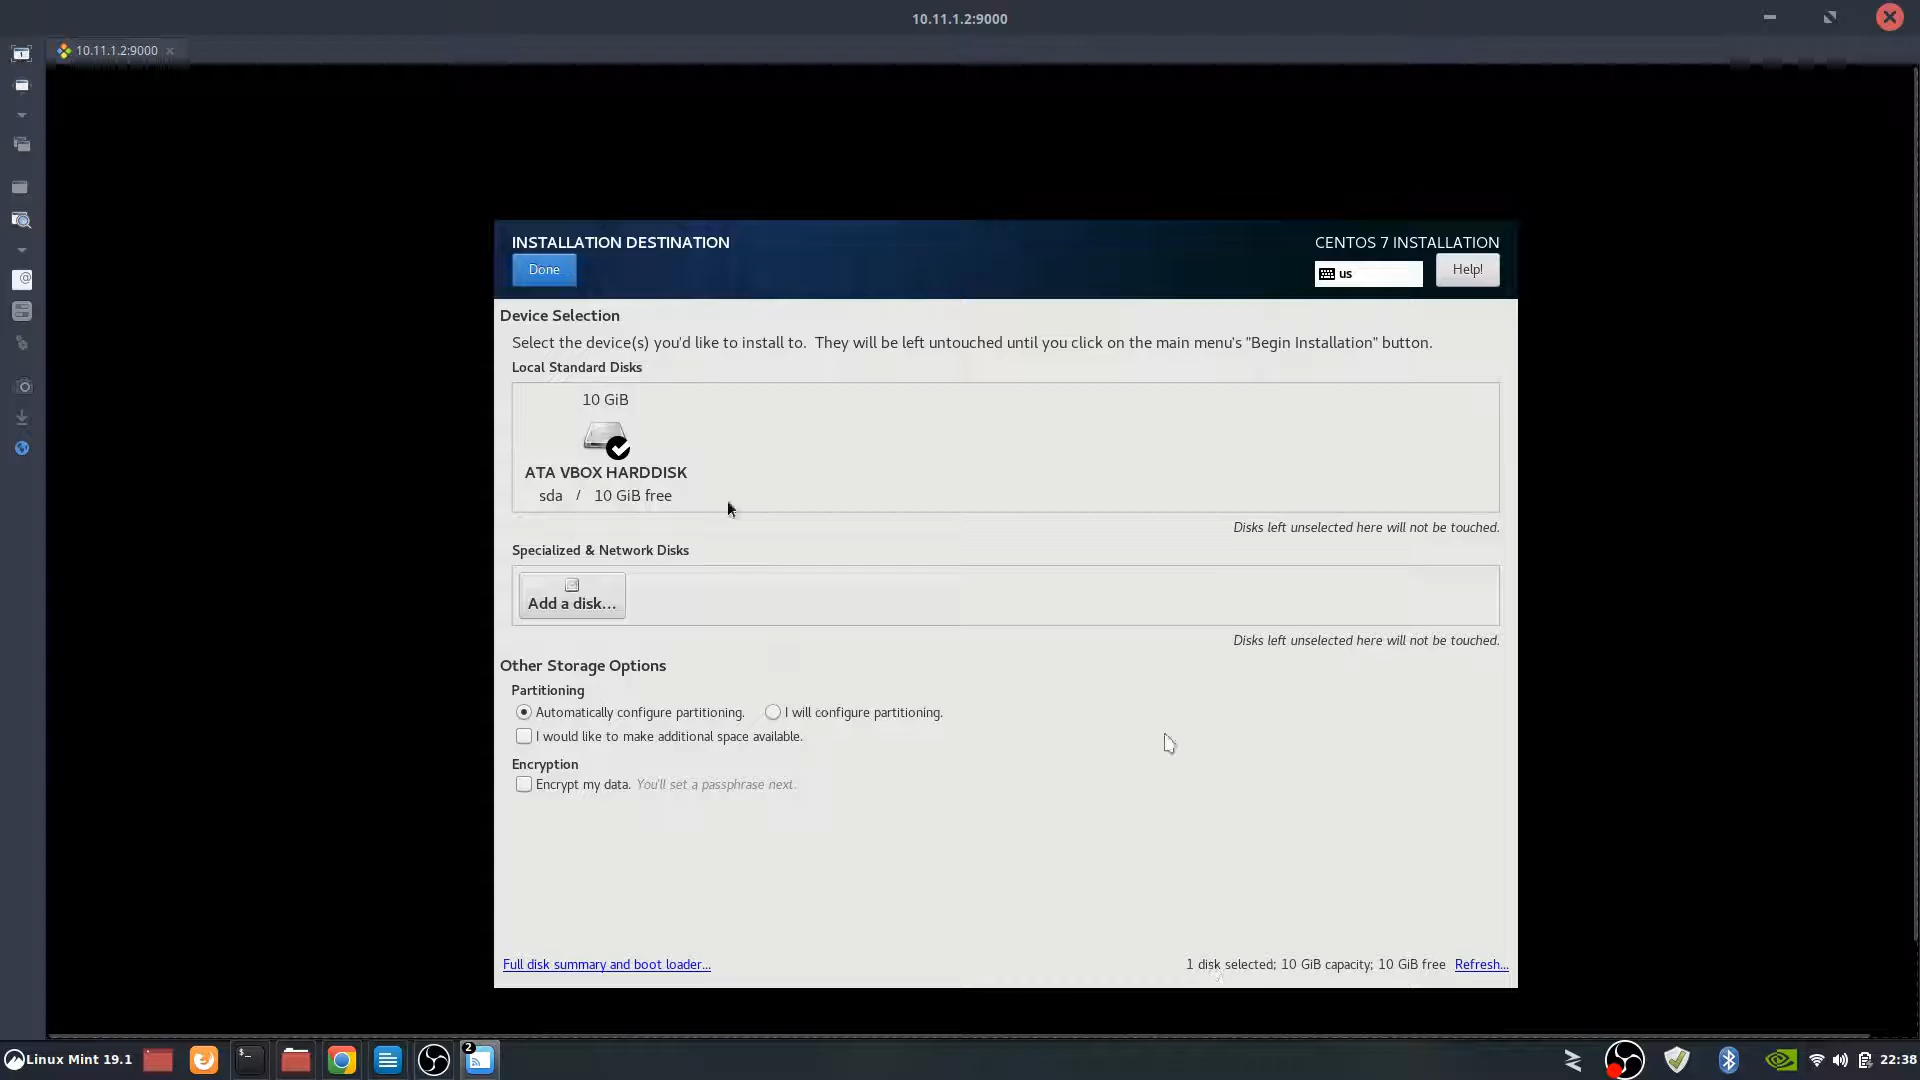 10.11.1.2:9000
10.11.1.2:9000
INSTALLATION DESTINATION
CENTOS 7 INSTALLATION
Done
us
Help!
Device Selection
Select the device(s) you'd like to install to. They will be left untouched until you click on the main menu's "Begin Installation" button.
Local Standard Disks
10 GiB
ATA VBOX HARDDISK
sda / 10 GiB free
Disks left unselected here will not be touched.
Specialized & Network Disks
Add a disk...
Disks left unselected here will not be touched.
Other Storage Options
Partitioning
Automatically configure partitioning. I will configure partitioning.
I would like to make additional space available.
Encryption
Encrypt my data. You'll set a passphrase next.
Full disk summary and boot loader...
1 disk selected; 10 GiB capacity; 10 GiB free Refresh...
Linux Mint 19.1
2
22:38